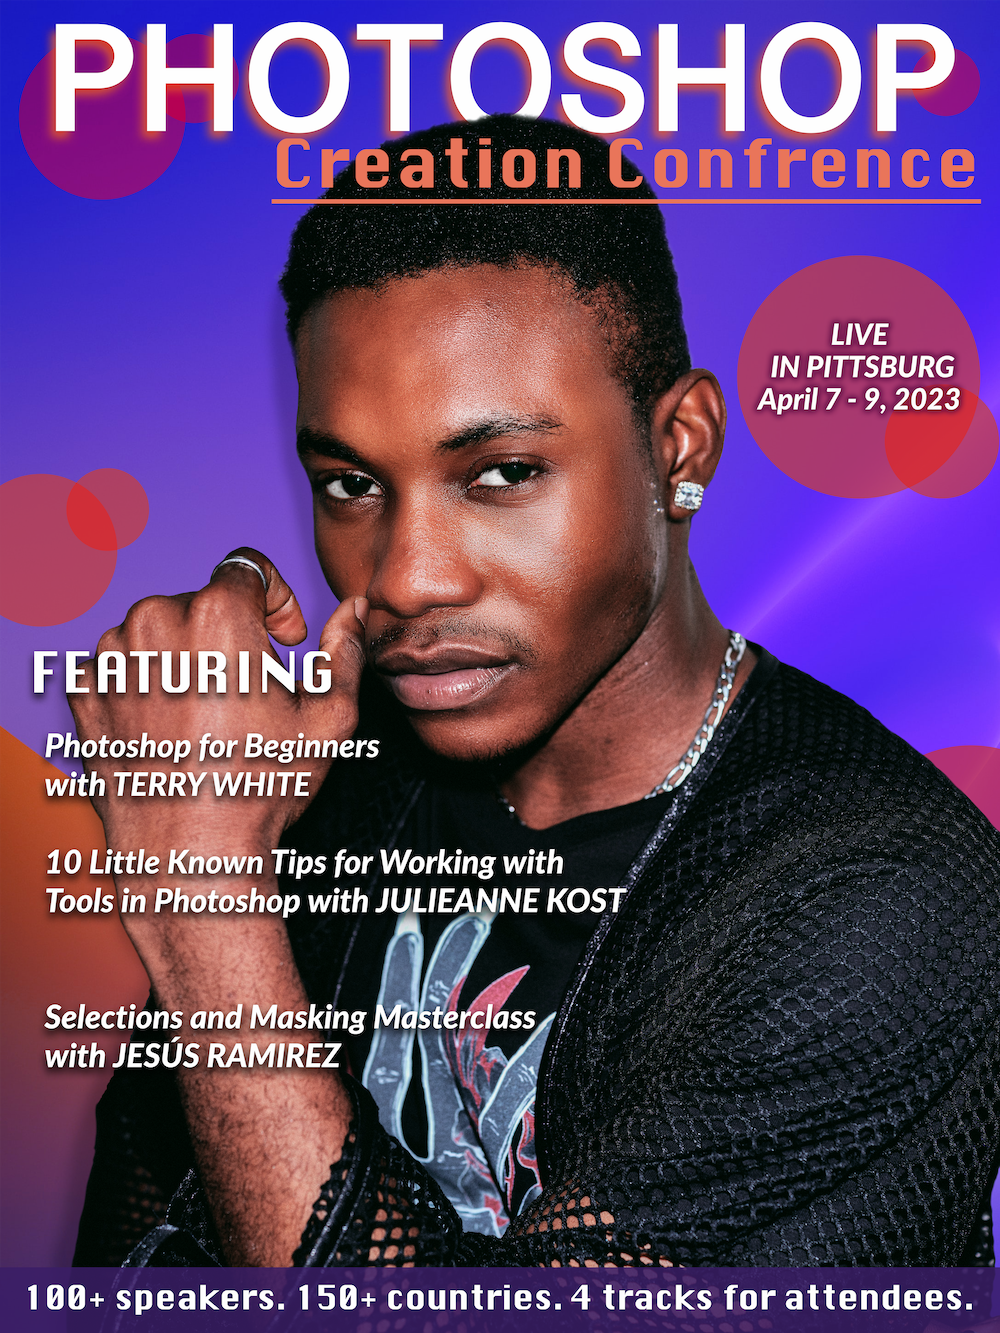 PHOTOSHOP
Creation Confrence
LIVE
IN PITTSBURG
April 7 - 9, 2023
FEATURING
Photoshop for Beginners
with TERRY WHITE
10 Little Known Tips for Working with
Tools in Photoshop with JULIEANNE KOST
Selections and Masking Masterclass
with JESÚS RAMIREZ
100+ speakers. 150+ countries. 4 tracks for attendees.